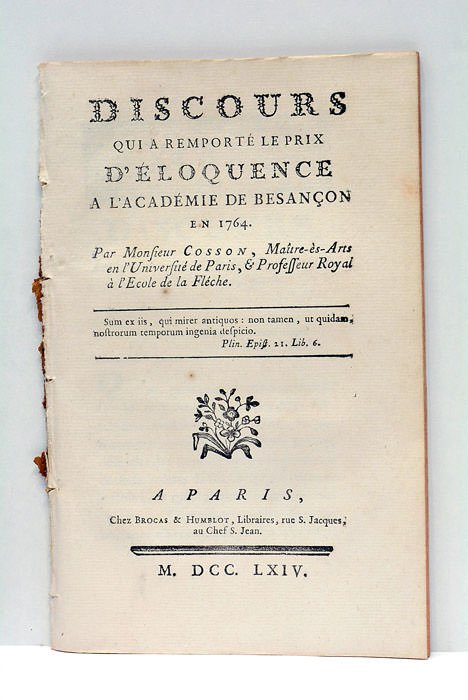 DISCOURS
QUI A REMPORTÉ LE PRIX
D'ÉLOQUENCE
A L'ACADÉMIE DE BESANÇON
EN 1764.
Par Monſieur COSSON, Maître-ès-Arts
en l'Univerſité de Paris, & Profeſſeur Royal
à l'Ecole de la Fléche.
Sum ex iis, qui mirer antiquos: non tamen, ut quidam,
noſtrorum temporum ingenia deſpicio.
Plin. Epiſt. 21. Lib. 6.
A PARIS,
Chez BROCAS & HUMBLOT, Libraires, rue S. Jacques,
au Chef S. Jean.
M. DCC. LXIV.